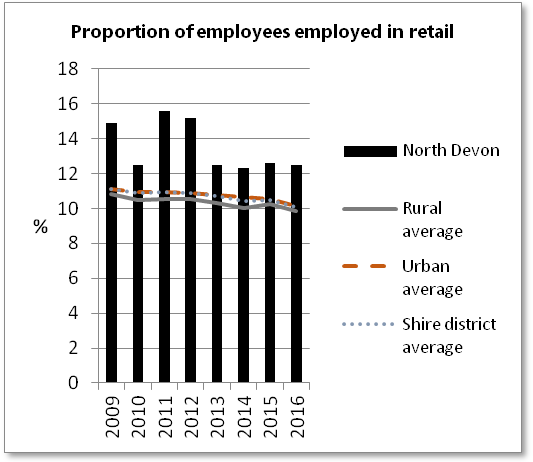 Proportion of employees employed in retail
18
16
14
12
10
8
6
4
2
0
%
2009
2010
2011
2012
2013
2014
2015
2016
North Devon
Rural
average
Urban
average
Shire district
average